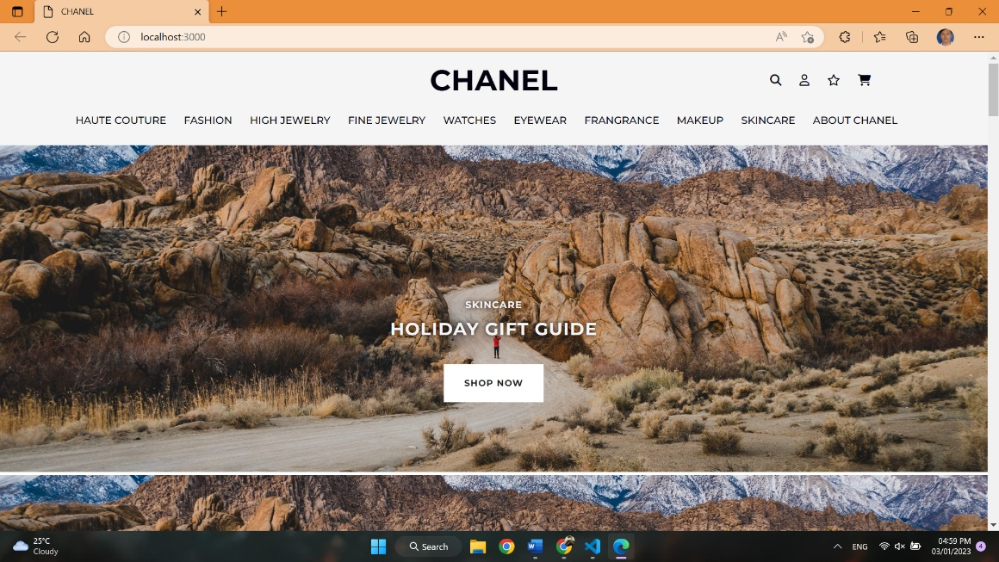 CHANEL
localhost:3000
CHANEL
HAUTE COUTURE FASHION HIGH JEWELRY FINE JEWELRY WATCHES EYEWEAR FRANGRANCE MAKEUP SKINCARE ABOUT CHANEL
SKINCARE
HOLIDAY GIFT GUIDE
SHOP NOW
25°C
Cloudy
Search
ENG
04:59 PM
03/01/2023
4